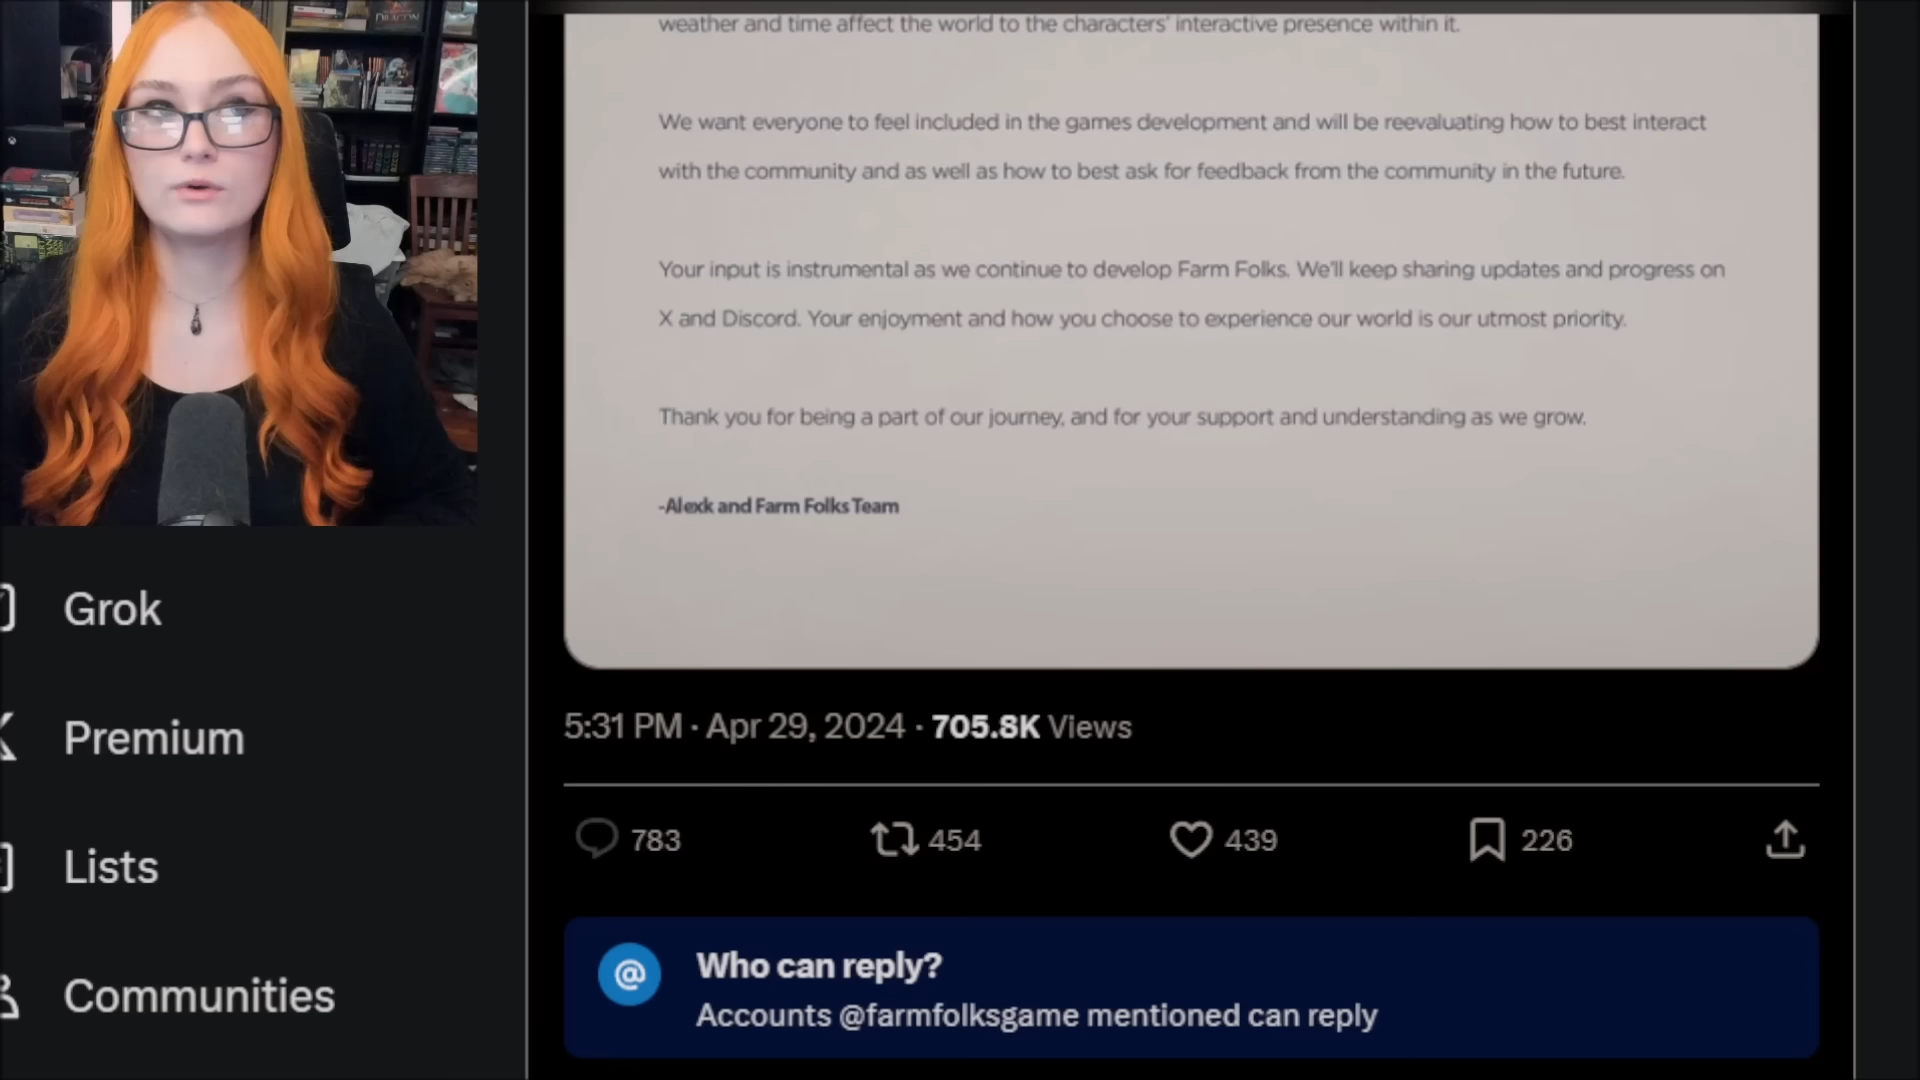 weather and time affect the world to the characters' interactive presence within it.
We want everyone to feel included in the games development and will be reevaluating how to best interact
with the community and as well as how to best ask for feedback from the community in the future.
Your input is instrumental as we continue to develop Farm Folks. We'll keep sharing updates and progress on
X and Discord. Your enjoyment and how you choose to experience our world is our utmost priority.
Thank you for being a part of our journey, and for your support and understanding as we grow.
-Alexk and Farm Folks Team
Grok
Premium
Lists
Communities
5:31 PM · Apr 29, 2024 · 705.8K Views
783 454 439 226
@ Who can reply?
Accounts @farmfolksgame mentioned can reply